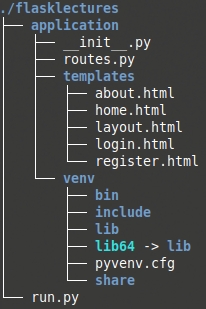 ./flasklectures
├── application
│   ├── __init__.py
│   ├── routes.py
│   ├── templates
│   │   ├── about.html
│   │   ├── home.html
│   │   ├── layout.html
│   │   ├── login.html
│   │   └── register.html
│   └── venv
│       ├── bin
│       ├── include
│       ├── lib
│       ├── lib64 -> lib
│       ├── pyvenv.cfg
│       └── share
└── run.py